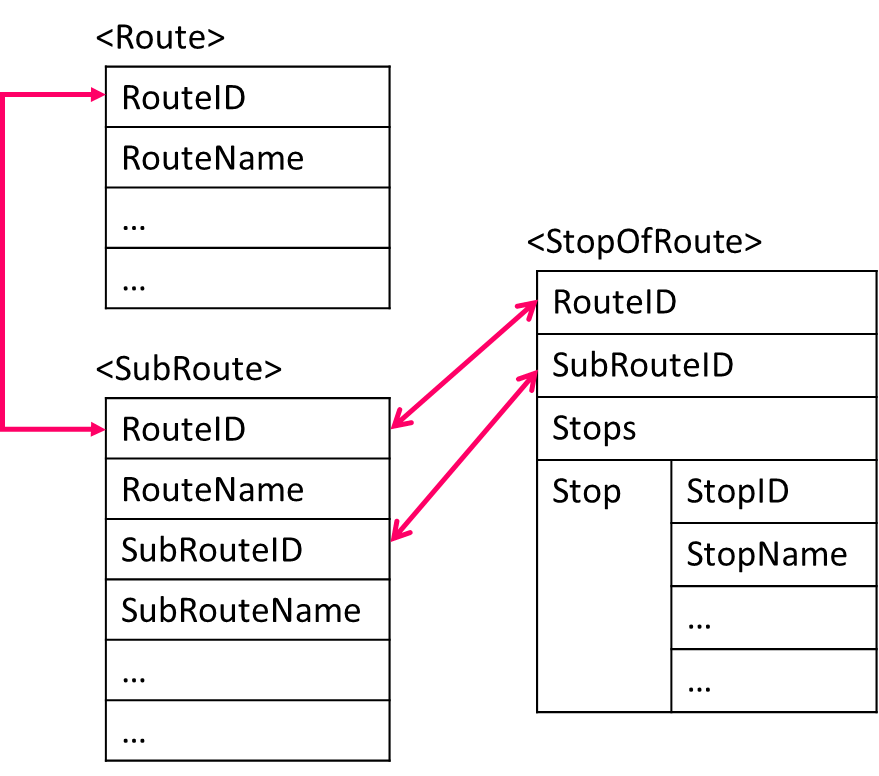 <Route>
RouteID
RouteName
...
...
<SubRoute>
RouteID
RouteName
SubRouteID
SubRouteName
...
...
<StopOfRoute>
RouteID
SubRouteID
Stops
Stop StopID
StopName
...
...